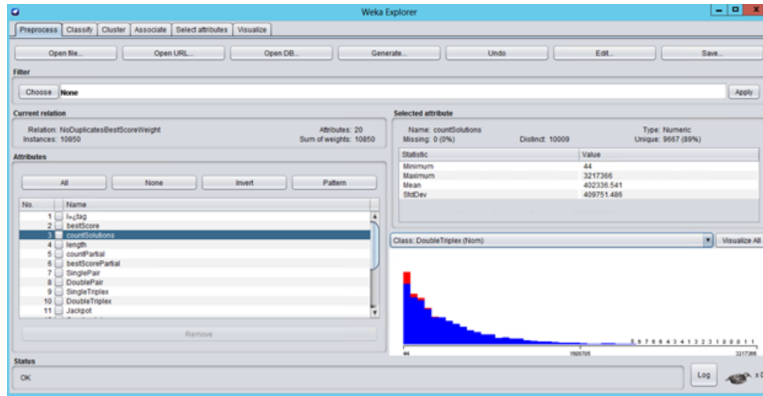 Weka Explorer
Preprocess Classify Cluster Associate Select attributes Visualize
Open file... Open URL... Open DB... Generate... Undo Edit... Save...
Filter
Choose None Apply
Current relation
Relation: NoDuplicatesBestScoreWeight Attributes: 20
Instances: 10850 Sum of weights: 10850
Attributes
All None Invert Pattern
No. Name
1 ï»¿tag
2 bestScore
3 countSolutions
4 length
5 countPartial
6 bestScorePartial
7 SinglePair
8 DoublePair
9 SingleTriplex
10 DoubleTriplex
11 Jackpot
Remove
Selected attribute
Name: countSolutions Type: Numeric
Missing: 0 (0%) Distinct: 10009 Unique: 9667 (89%)
Statistic Value
Minimum 44
Maximum 3217366
Mean 402336.541
StdDev 409751.486
Class: DoubleTriplex (Nom) Visualize All
44 1608705 3217366
Status
OK Log x 0